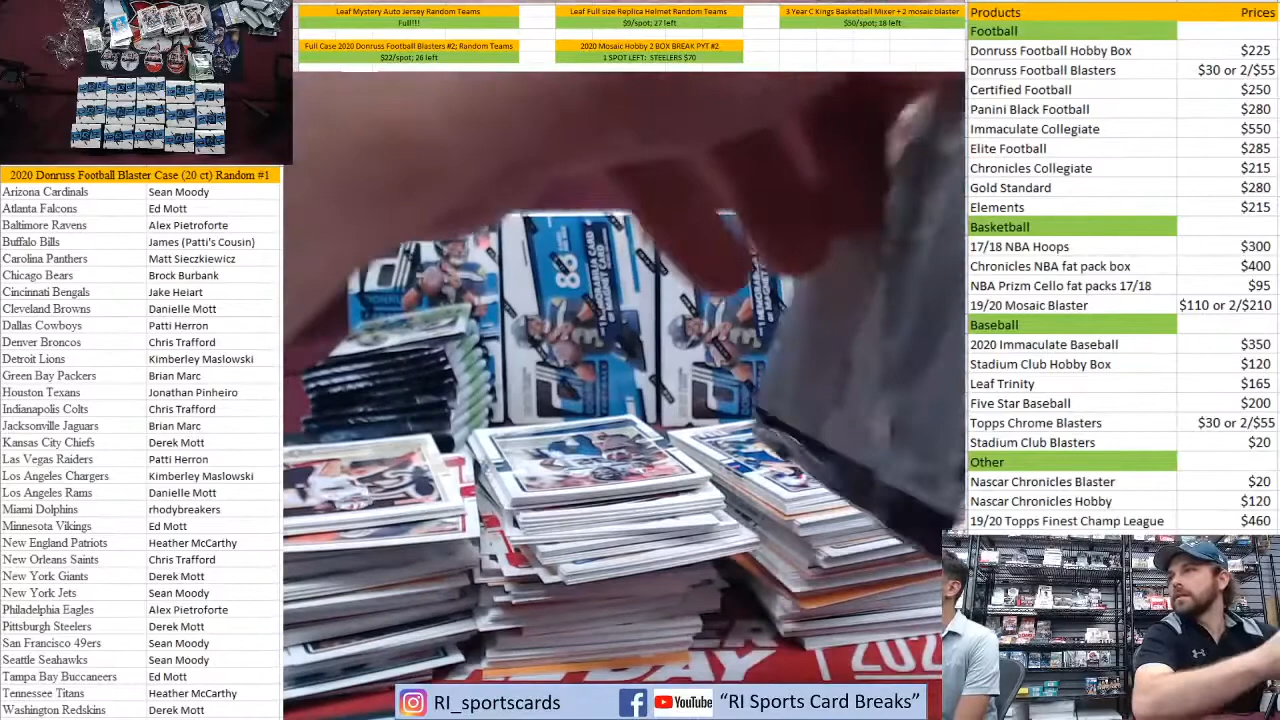 Leaf Mystery Auto Jersey Random Teams
Full!!!
Leaf Full size Replica Helmet Random Teams
$9/spot; 27 left
3 Year C Kings Basketball Mixer + 2 mosaic blaster
$50/spot; 18 left
Full Case 2020 Donruss Football Blasters #2; Random Teams
$22/spot; 26 left
2020 Mosaic Hobby 2 BOX BREAK PYT #2
1 SPOT LEFT: STEELERS $70
Products Prices
Football
Donruss Football Hobby Box $225
Donruss Football Blasters $30 or 2/$55
Certified Football $250
Panini Black Football $280
Immaculate Collegiate $550
Elite Football $285
Chronicles Collegiate $215
Gold Standard $280
Elements $215
Basketball
17/18 NBA Hoops $300
Chronicles NBA fat pack box $400
NBA Prizm Cello fat packs 17/18 $95
19/20 Mosaic Blaster $110 or 2/$210
Baseball
2020 Immaculate Baseball $350
Stadium Club Hobby Box $120
Leaf Trinity $165
Five Star Baseball $200
Topps Chrome Blasters $30 or 2/$55
Stadium Club Blasters $20
Other
Nascar Chronicles Blaster $20
Nascar Chronicles Hobby $120
19/20 Topps Finest Champ League $460
2020 Donruss Football Blaster Case (20 ct) Random #1
Arizona Cardinals Sean Moody
Atlanta Falcons Ed Mott
Baltimore Ravens Alex Pietroforte
Buffalo Bills James (Patti's Cousin)
Carolina Panthers Matt Sieczkiewicz
Chicago Bears Brock Burbank
Cincinnati Bengals Jake Heiart
Cleveland Browns Danielle Mott
Dallas Cowboys Patti Herron
Denver Broncos Chris Trafford
Detroit Lions Kimberley Maslowski
Green Bay Packers Brian Marc
Houston Texans Jonathan Pinheiro
Indianapolis Colts Chris Trafford
Jacksonville Jaguars Brian Marc
Kansas City Chiefs Derek Mott
Las Vegas Raiders Patti Herron
Los Angeles Chargers Kimberley Maslowski
Los Angeles Rams Danielle Mott
Miami Dolphins rhodybreakers
Minnesota Vikings Ed Mott
New England Patriots Heather McCarthy
New Orleans Saints Chris Trafford
New York Giants Derek Mott
New York Jets Sean Moody
Philadelphia Eagles Alex Pietroforte
Pittsburgh Steelers Derek Mott
San Francisco 49ers Sean Moody
Seattle Seahawks Sean Moody
Tampa Bay Buccaneers Ed Mott
Tennessee Titans Heather McCarthy
Washington Redskins Derek Mott
88
1 MEMORABILIA CARD
OR MAGNET CARD
RI_sportscards
YouTube
"RI Sports Card Breaks"